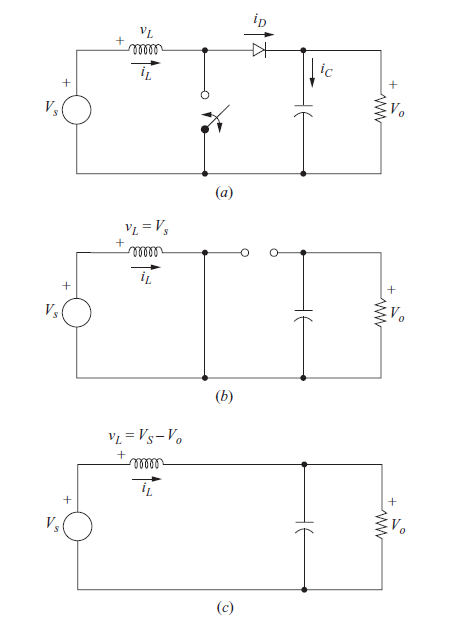 v_L
i_D
+
i_L
i_C
+
+
V_s
V_o
(a)
v_L = V_s
+
i_L
+
+
V_s
V_o
(b)
v_L = V_S – V_o
+
i_L
+
+
V_s
V_o
(c)